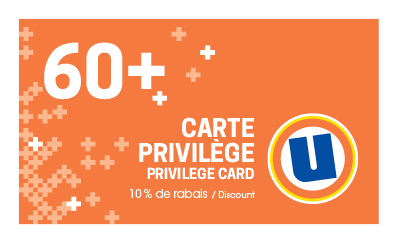 60+
CARTE
PRIVILÈGE
PRIVILEGE CARD
10 % de rabais / Discount
U